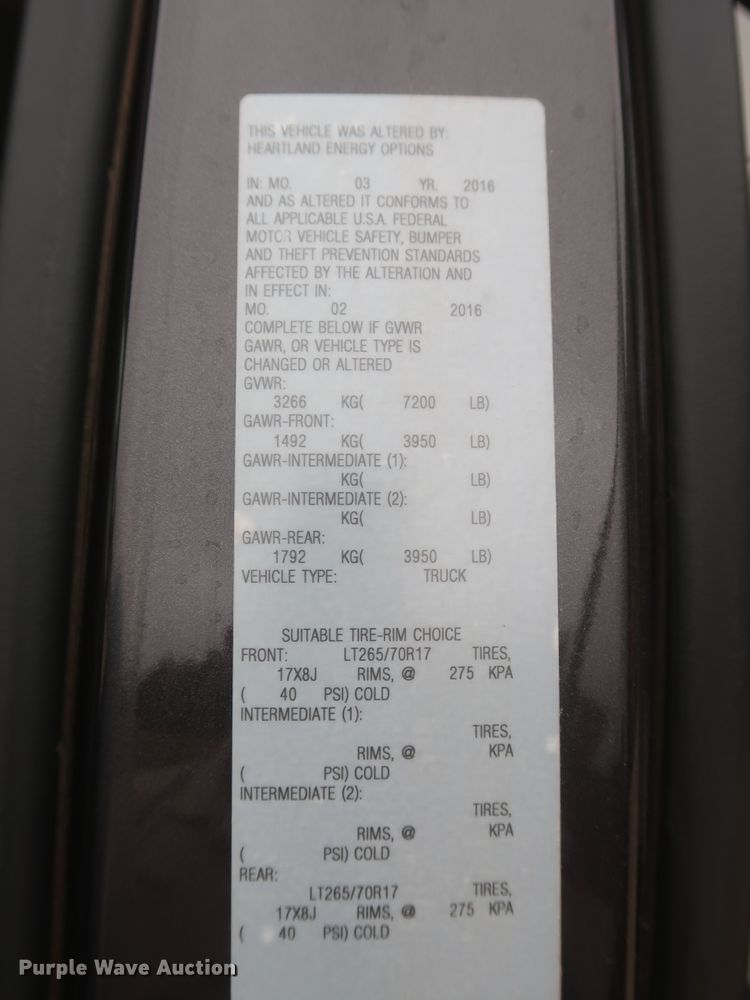 THIS VEHICLE WAS ALTERED BY:
HEARTLAND ENERGY OPTIONS
IN: MO. 03 YR. 2016
AND AS ALTERED IT CONFORMS TO
ALL APPLICABLE U.S.A. FEDERAL
MOTOR VEHICLE SAFETY, BUMPER
AND THEFT PREVENTION STANDARDS
AFFECTED BY THE ALTERATION AND
IN EFFECT IN:
MO. 02 2016
COMPLETE BELOW IF GVWR
GAWR, OR VEHICLE TYPE IS
CHANGED OR ALTERED
GVWR:
3266 KG( 7200 LB)
GAWR-FRONT:
1492 KG( 3950 LB)
GAWR-INTERMEDIATE (1):
KG( LB)
GAWR-INTERMEDIATE (2):
KG( LB)
GAWR-REAR:
1792 KG( 3950 LB)
VEHICLE TYPE: TRUCK
SUITABLE TIRE-RIM CHOICE
FRONT: LT265/70R17 TIRES,
17X8J RIMS, @ 275 KPA
( 40 PSI) COLD
INTERMEDIATE (1):
TIRES,
RIMS, @ KPA
( PSI) COLD
INTERMEDIATE (2):
TIRES,
RIMS, @ KPA
( PSI) COLD
REAR:
LT265/70R17 TIRES,
17X8J RIMS, @ 275 KPA
( 40 PSI) COLD
Purple Wave Auction